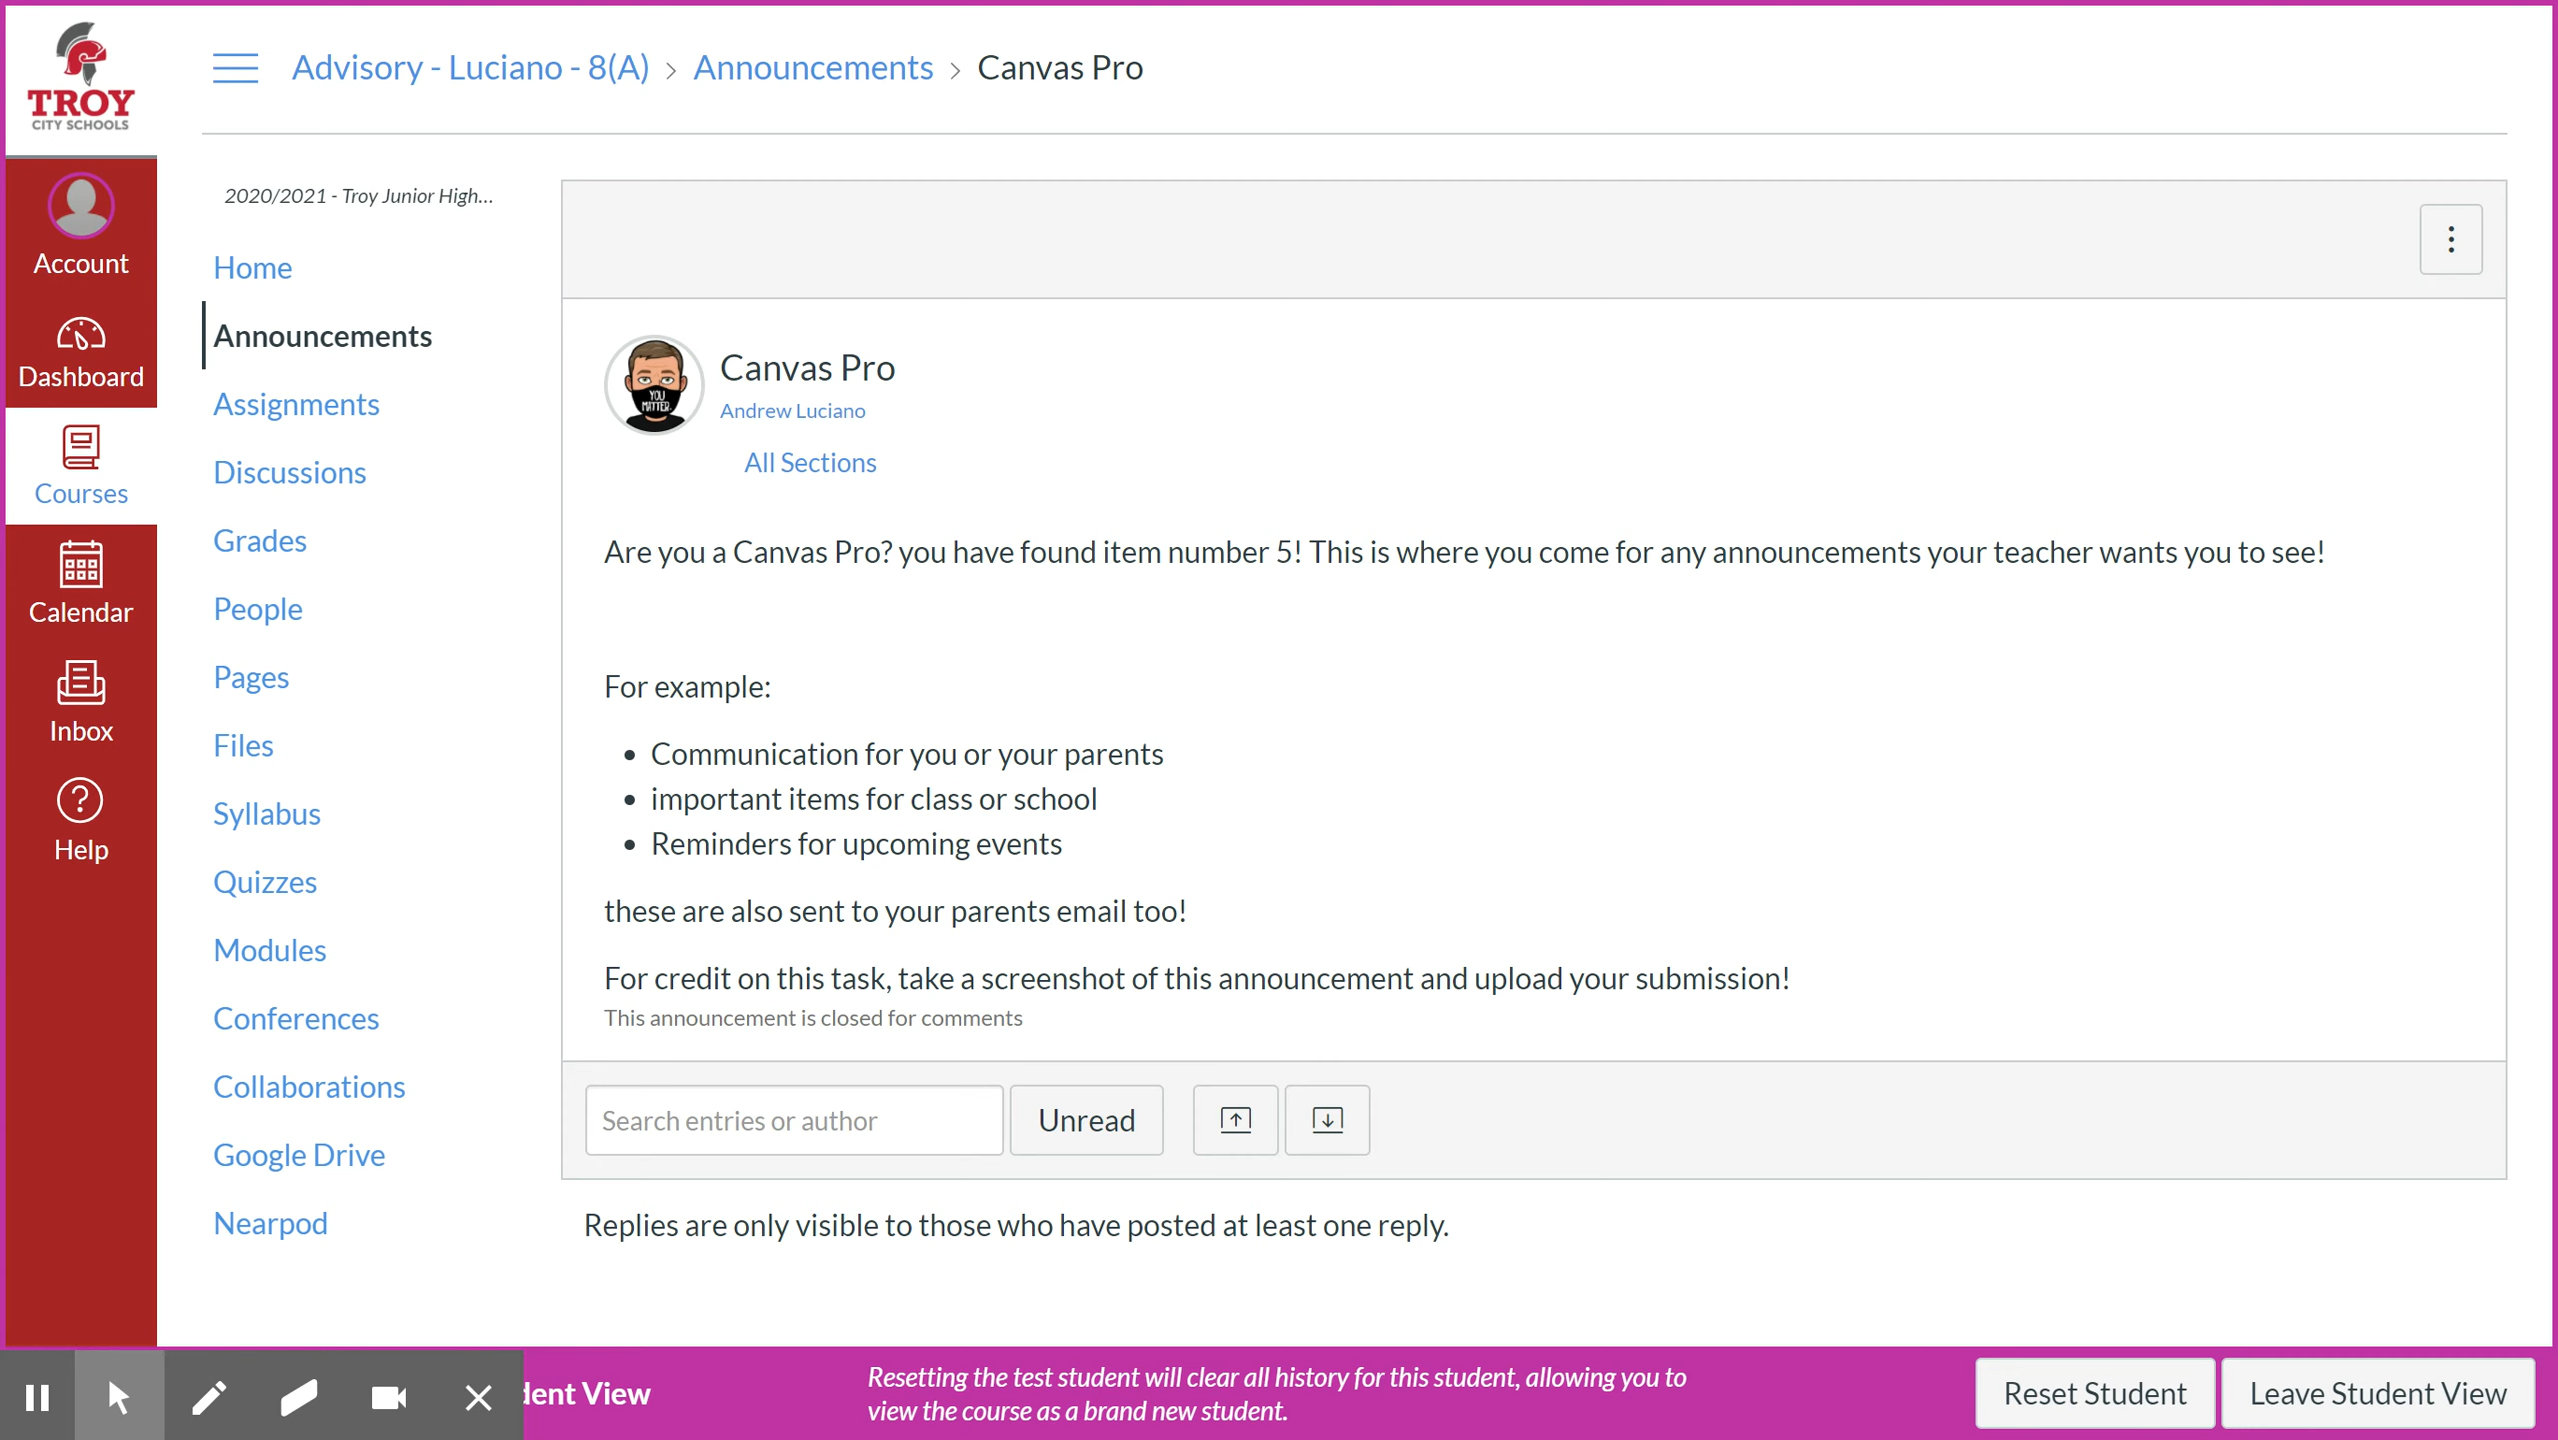 TROY
CITY SCHOOLS
Advisory - Luciano - 8(A) > Announcements > Canvas Pro
Account
Dashboard
Courses
Calendar
Inbox
Help
2020/2021 - Troy Junior High...
Home
Announcements
Assignments
Discussions
Grades
People
Pages
Files
Syllabus
Quizzes
Modules
Conferences
Collaborations
Google Drive
Nearpod
YOU
MATTER.
Canvas Pro
Andrew Luciano
All Sections
Are you a Canvas Pro? you have found item number 5! This is where you come for any announcements your teacher wants you to see!
For example:
• Communication for you or your parents
• important items for class or school
• Reminders for upcoming events
these are also sent to your parents email too!
For credit on this task, take a screenshot of this announcement and upload your submission!
This announcement is closed for comments
Search entries or author
Unread
Replies are only visible to those who have posted at least one reply.
dent View
Resetting the test student will clear all history for this student, allowing you to
view the course as a brand new student.
Reset Student
Leave Student View